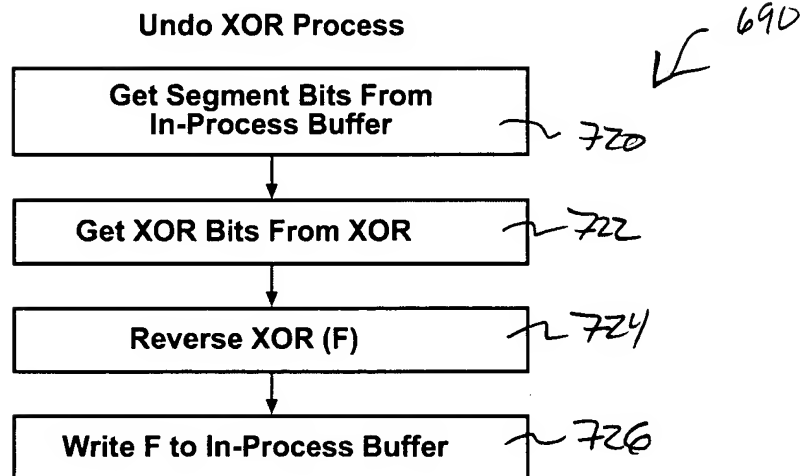 Undo XOR Process
690
Get Segment Bits From
In-Process Buffer
720
Get XOR Bits From XOR
722
Reverse XOR (F)
724
Write F to In-Process Buffer
726